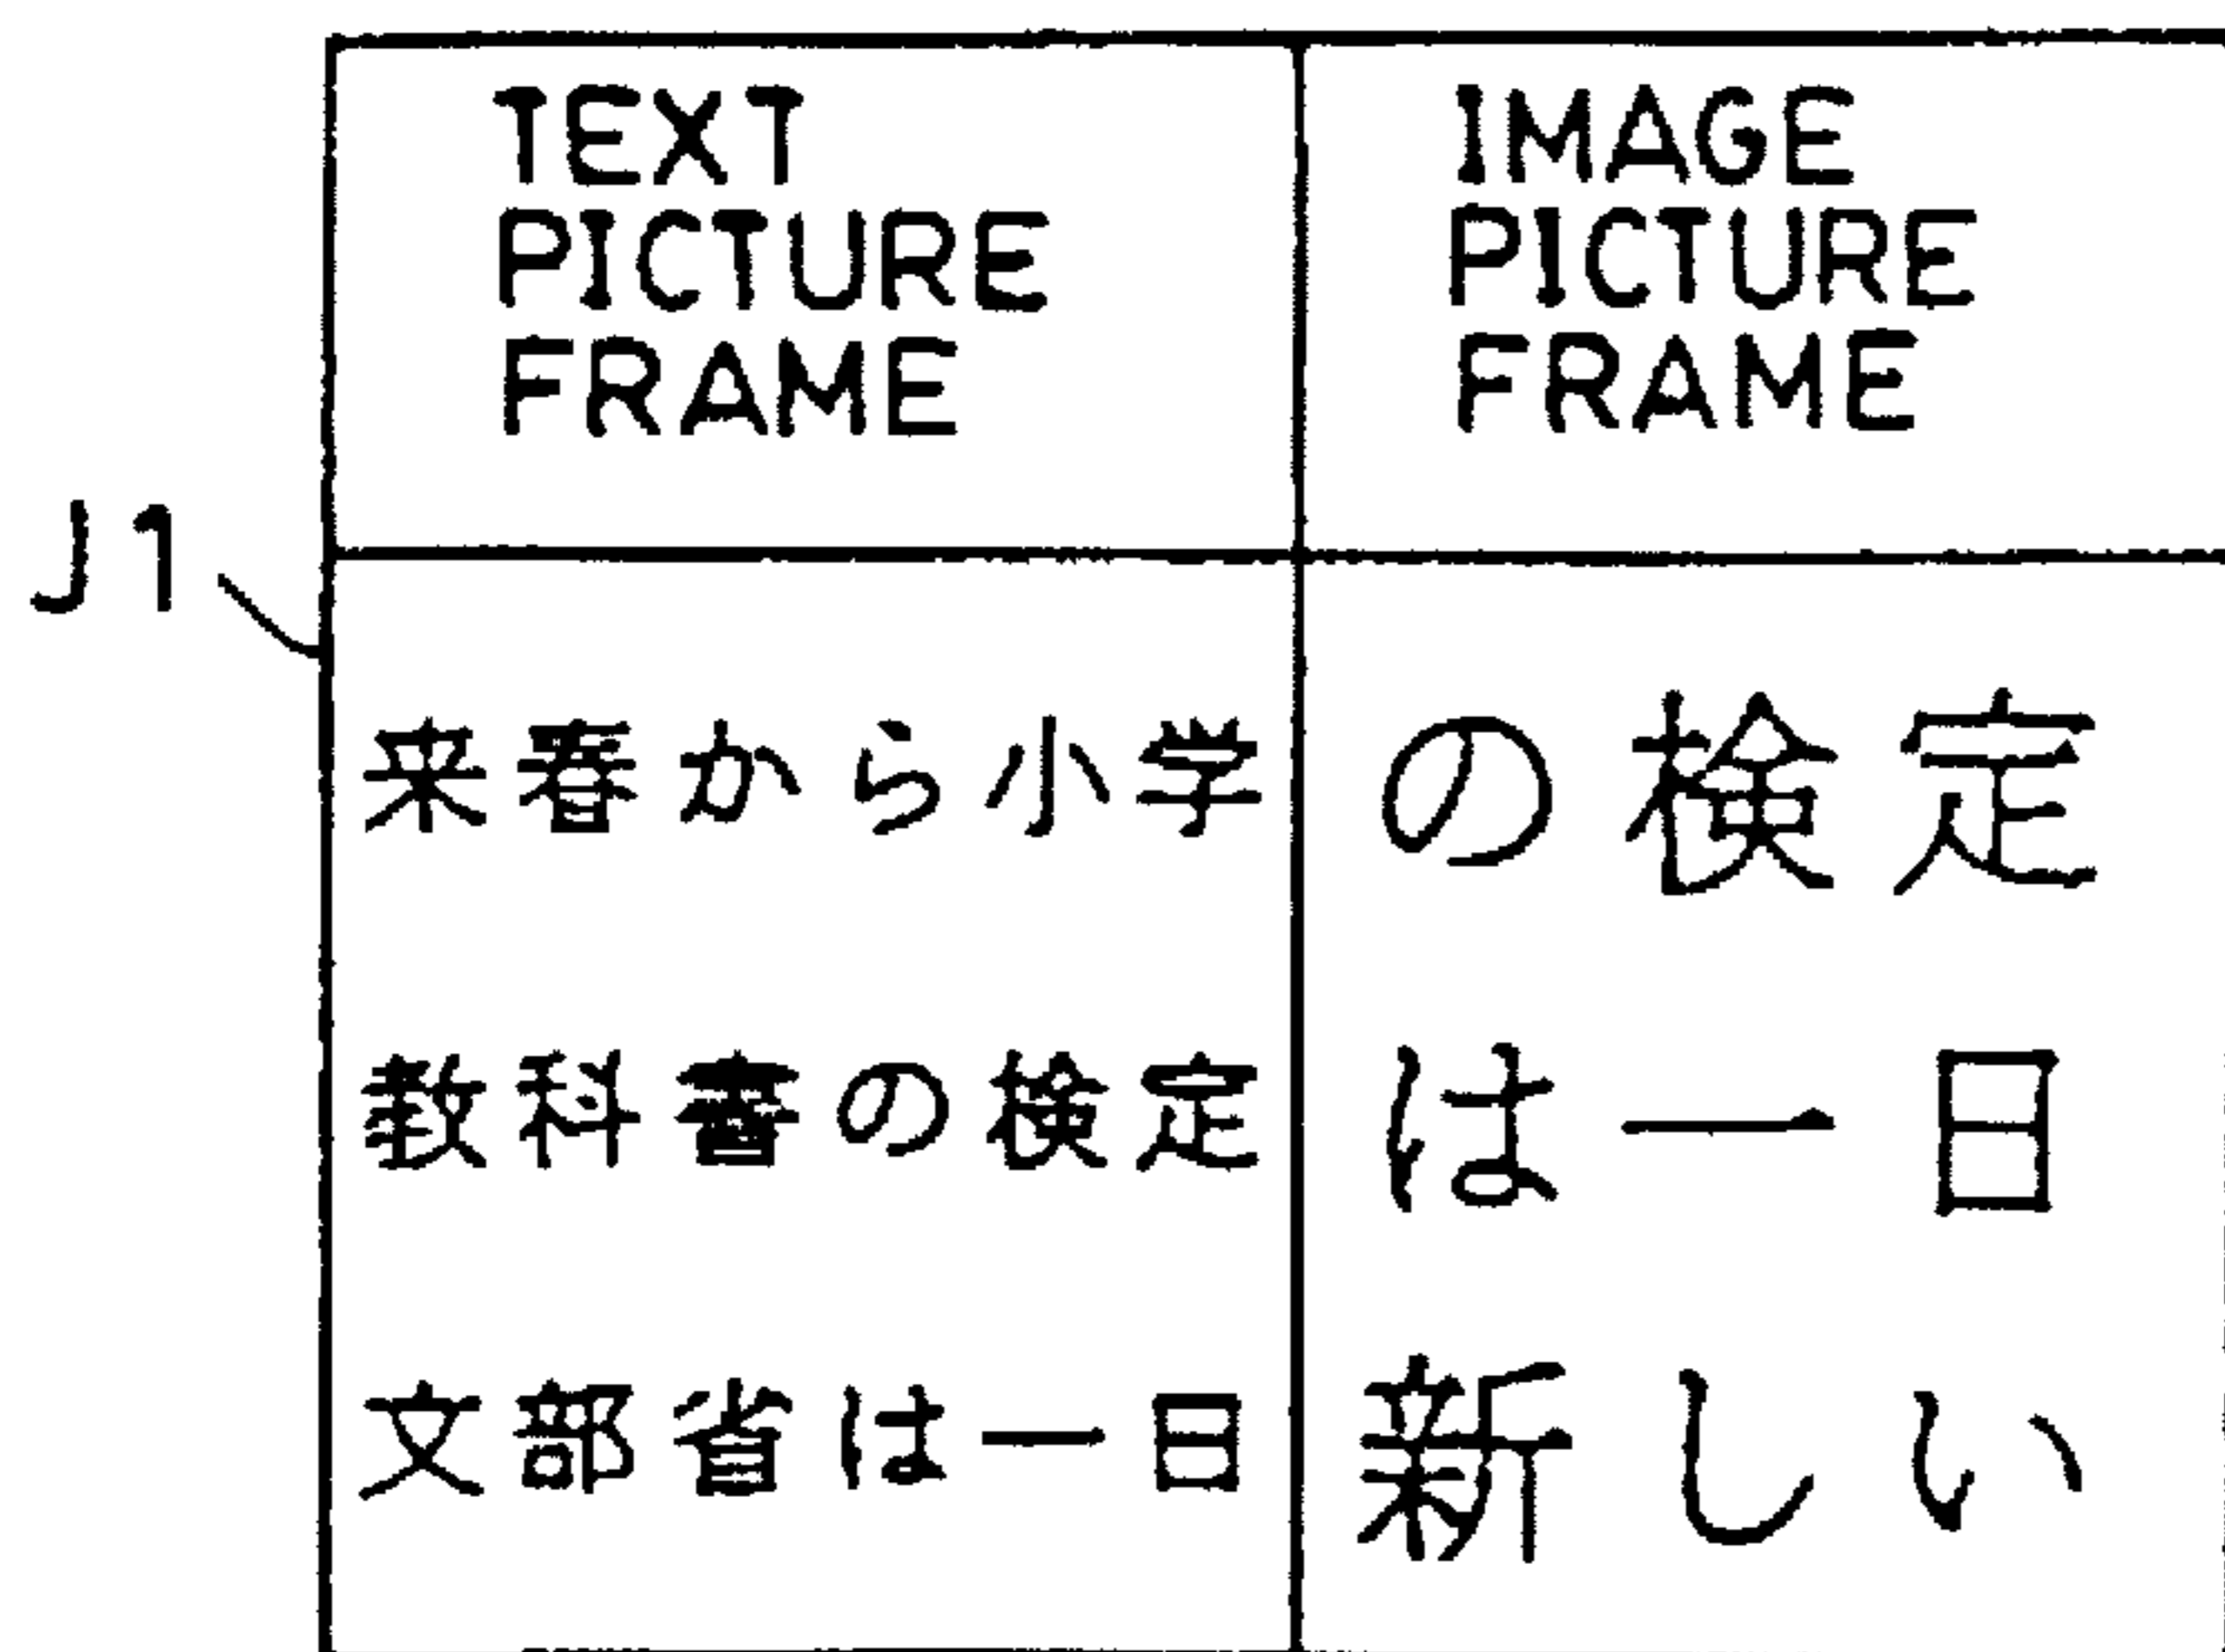 TEXT
PICTURE
FRAME
IMAGE
PICTURE
FRAME
J1
来春から小学
教科書の検定
文部省は一日
の検定
は一日
新しい